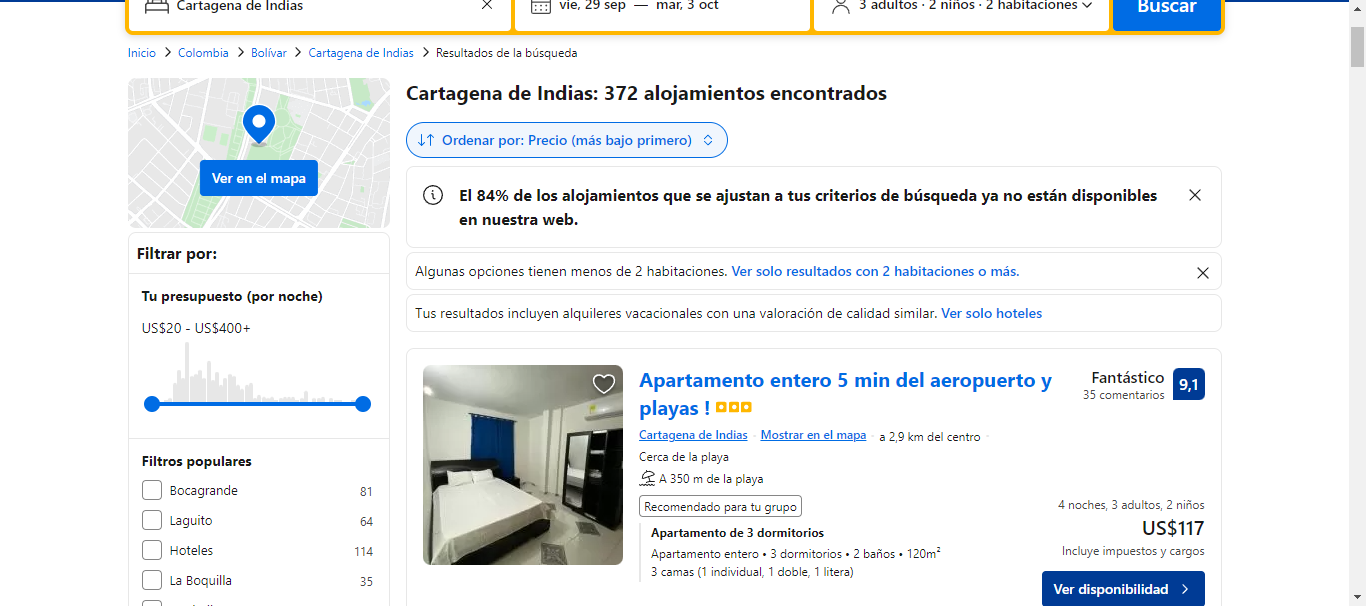 Cartagena de Indias
vie, 29 sep — mar, 3 oct
3 adultos · 2 niños · 2 habitaciones
Buscar
Inicio > Colombia > Bolívar > Cartagena de Indias > Resultados de la búsqueda
Ver en el mapa
Filtrar por:
Tu presupuesto (por noche)
US$20 - US$400+
Filtros populares
Bocagrande 81
Laguito 64
Hoteles 114
La Boquilla 35
Cartagena de Indias: 372 alojamientos encontrados
Ordenar por: Precio (más bajo primero)
El 84% de los alojamientos que se ajustan a tus criterios de búsqueda ya no están disponibles
en nuestra web.
Algunas opciones tienen menos de 2 habitaciones. Ver solo resultados con 2 habitaciones o más.
Tus resultados incluyen alquileres vacacionales con una valoración de calidad similar. Ver solo hoteles
Apartamento entero 5 min del aeropuerto y
playas !
Fantástico 9,1
35 comentarios
Cartagena de Indias · Mostrar en el mapa · a 2,9 km del centro ·
Cerca de la playa
A 350 m de la playa
Recomendado para tu grupo
Apartamento de 3 dormitorios
Apartamento entero • 3 dormitorios • 2 baños • 120m²
3 camas (1 individual, 1 doble, 1 litera)
4 noches, 3 adultos, 2 niños
US$117
Incluye impuestos y cargos
Ver disponibilidad